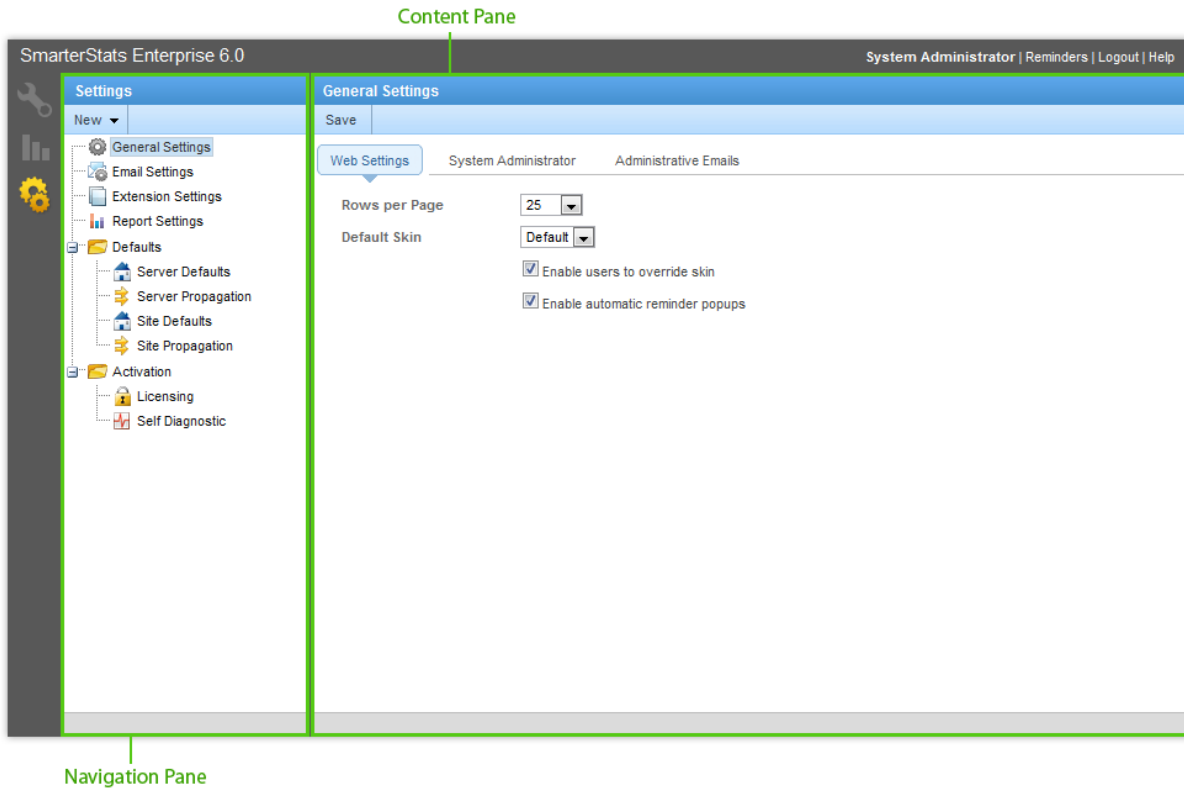 Content Pane
SmarterStats Enterprise 6.0
System Administrator | Reminders | Logout | Help
Settings
New
General Settings
Email Settings
Extension Settings
Report Settings
Defaults
Server Defaults
Server Propagation
Site Defaults
Site Propagation
Activation
Licensing
Self Diagnostic
General Settings
Save
Web Settings System Administrator Administrative Emails
Rows per Page 25
Default Skin Default
Enable users to override skin
Enable automatic reminder popups
Navigation Pane